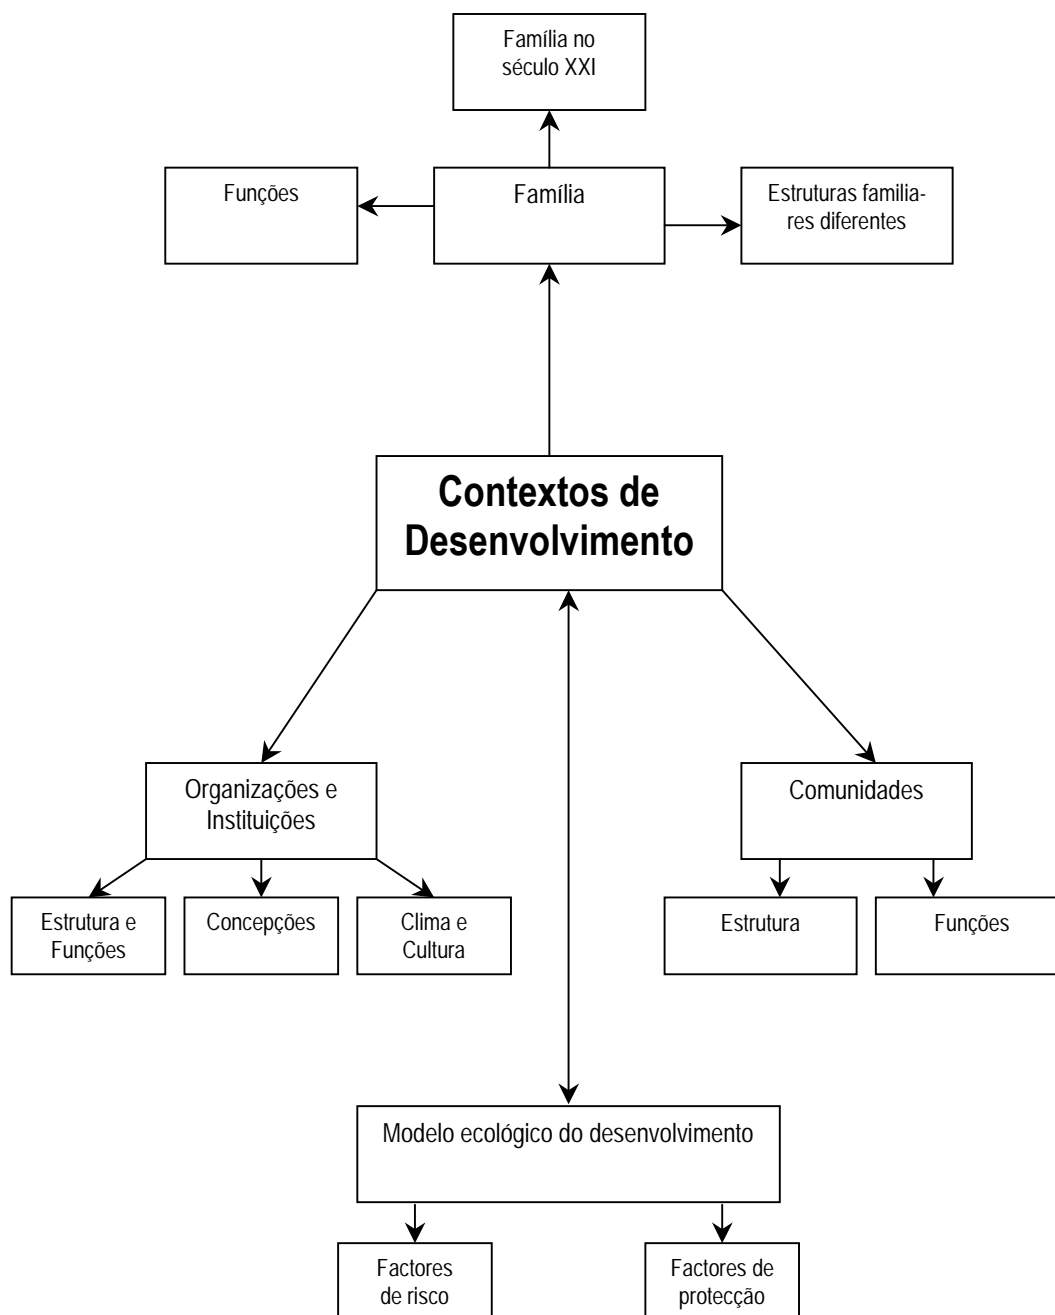 Família no
século XXI
Funções
Família
Estruturas familia-
res diferentes
Contextos de
Desenvolvimento
Organizações e
Instituições
Comunidades
Estrutura e
Funções
Concepções
Clima e
Cultura
Estrutura
Funções
Modelo ecológico do desenvolvimento
Factores
de risco
Factores de
protecção